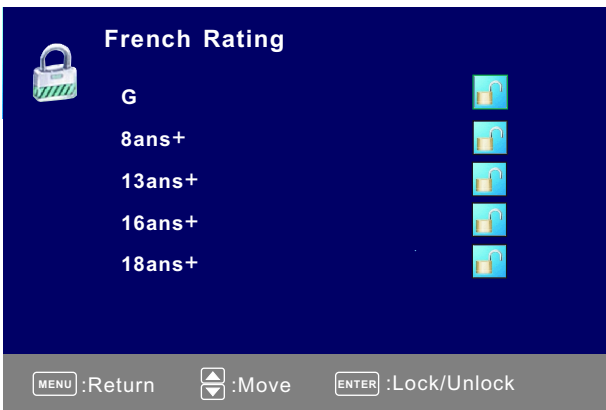 French Rating
G
8ans+
13ans+
16ans+
18ans+
MENU :Return :Move ENTER :Lock/Unlock